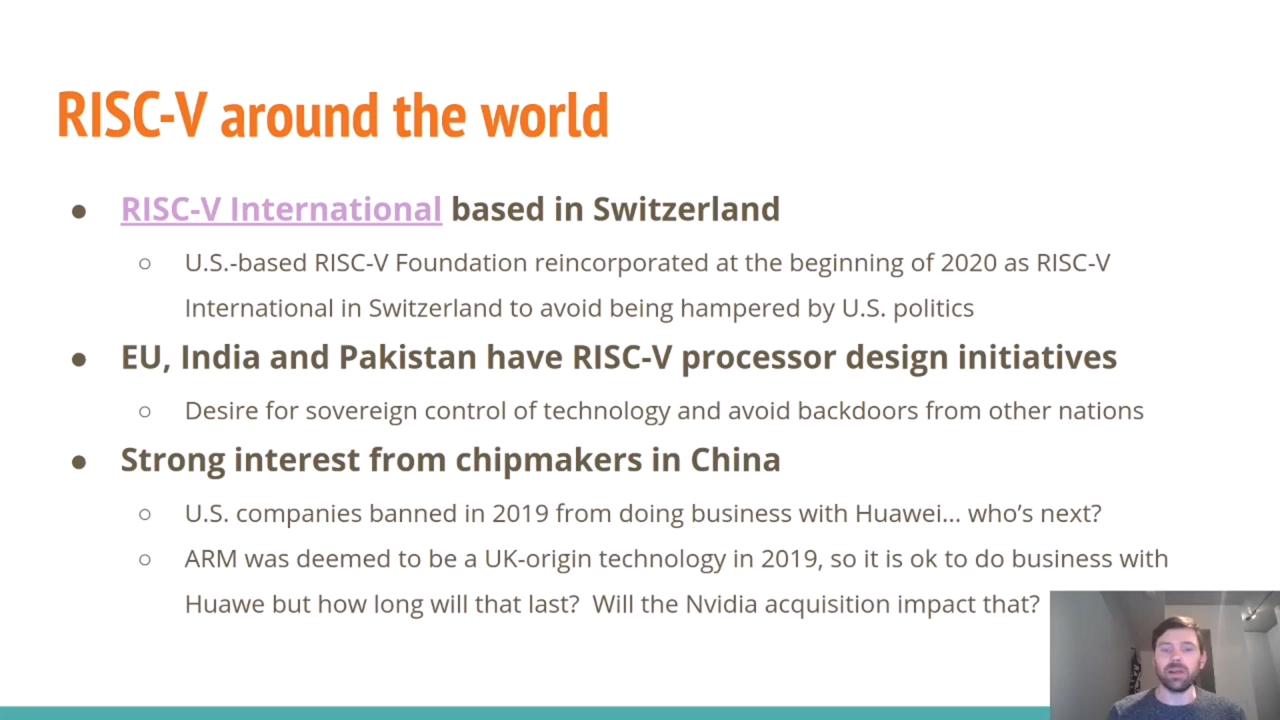 RISC-V around the world
● RISC-V International based in Switzerland
○ U.S.-based RISC-V Foundation reincorporated at the beginning of 2020 as RISC-V
International in Switzerland to avoid being hampered by U.S. politics
● EU, India and Pakistan have RISC-V processor design initiatives
○ Desire for sovereign control of technology and avoid backdoors from other nations
● Strong interest from chipmakers in China
○ U.S. companies banned in 2019 from doing business with Huawei... who’s next?
○ ARM was deemed to be a UK-origin technology in 2019, so it is ok to do business with
Huawe but how long will that last?  Will the Nvidia acquisition impact that?